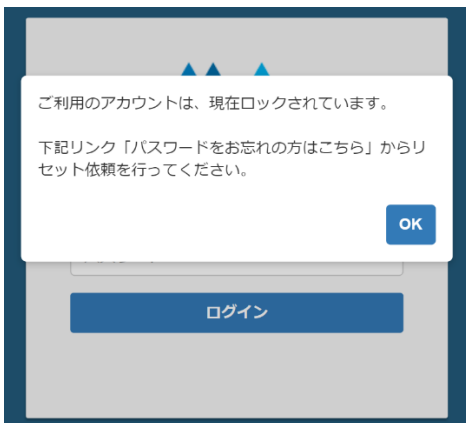 ご利用のアカウントは、現在ロックされています。
下記リンク「パスワードをお忘れの方はこちら」からリ
セット依頼を行ってください。
OK
ログイン